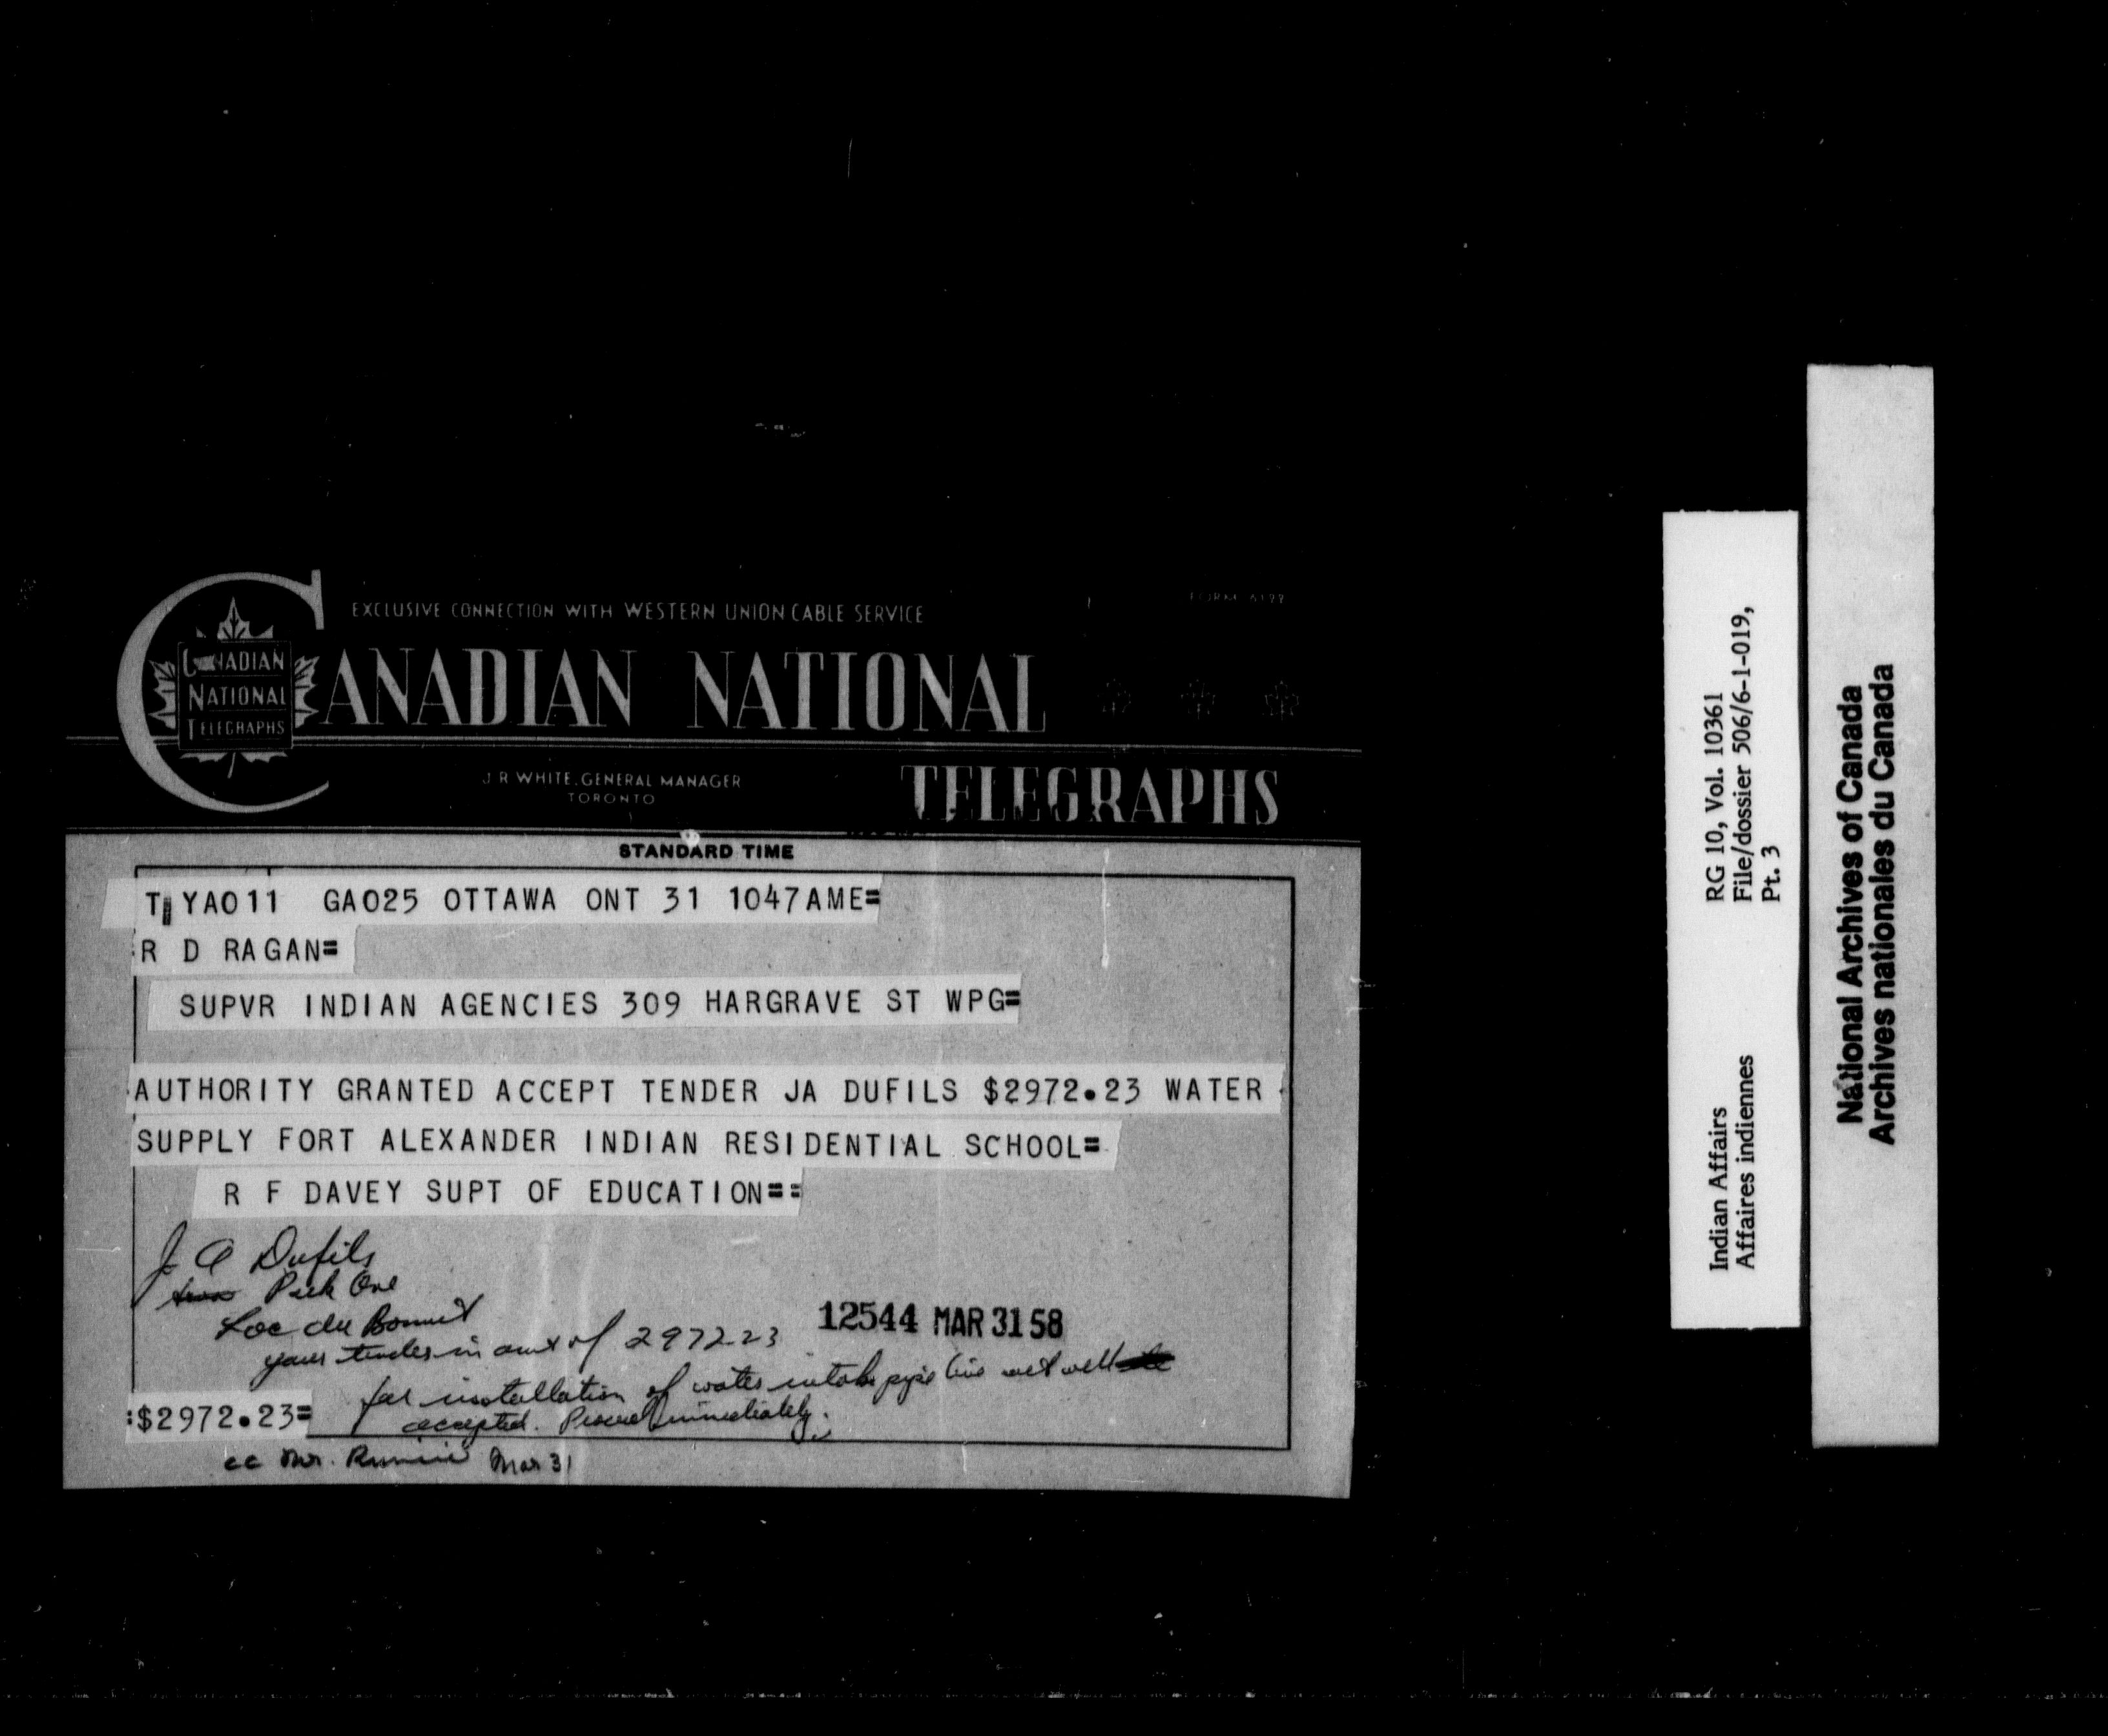 EXCLUSIVE CONNECTION WITH WESTERN UNION CABLE SERVICE
FORM 6122
CANADIAN NATIONAL
CANADIAN
NATIONAL
TELEGRAPHS
J. R. WHITE, GENERAL MANAGER
TORONTO
TELEGRAPHS
STANDARD TIME
T YA011 GA025 OTTAWA ONT 31 1047AME=
:R D RAGAN=
SUPVR INDIAN AGENCIES 309 HARGRAVE ST WPG=
AUTHORITY GRANTED ACCEPT TENDER JA DUFILS $2972.23 WATER
SUPPLY FORT ALEXANDER INDIAN RESIDENTIAL SCHOOL=
R F DAVEY SUPT OF EDUCATION==
J A Dufils
Lac du Bonnet
12544 MAR 31 58
your tender in amt of 2972.23
for installation of water intake pipe line wet well
:$2972.23=
accepted. Proceed immediately.
cc Mr. Mar 31
RG 10, Vol. 10361
File/dossier 506/6-1-019,
Pt. 3
Indian Affairs
Affaires indiennes
National Archives of Canada
Archives nationales du Canada